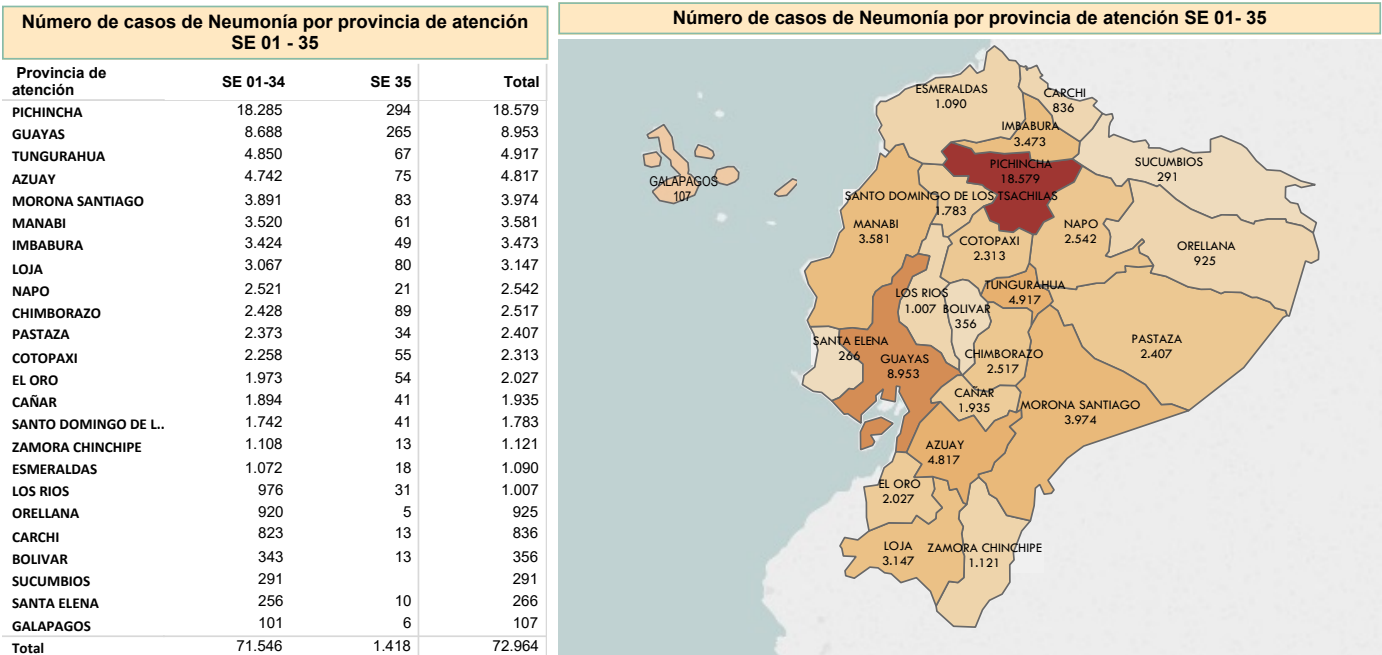 Número de casos de Neumonía por provincia de atención
SE 01 - 35
Provincia de
atención SE 01-34 SE 35 Total
PICHINCHA 18.285 294 18.579
GUAYAS 8.688 265 8.953
TUNGURAHUA 4.850 67 4.917
AZUAY 4.742 75 4.817
MORONA SANTIAGO 3.891 83 3.974
MANABI 3.520 61 3.581
IMBABURA 3.424 49 3.473
LOJA 3.067 80 3.147
NAPO 2.521 21 2.542
CHIMBORAZO 2.428 89 2.517
PASTAZA 2.373 34 2.407
COTOPAXI 2.258 55 2.313
EL ORO 1.973 54 2.027
CAÑAR 1.894 41 1.935
SANTO DOMINGO DE L.. 1.742 41 1.783
ZAMORA CHINCHIPE 1.108 13 1.121
ESMERALDAS 1.072 18 1.090
LOS RIOS 976 31 1.007
ORELLANA 920 5 925
CARCHI 823 13 836
BOLIVAR 343 13 356
SUCUMBIOS 291 291
SANTA ELENA 256 10 266
GALAPAGOS 101 6 107
Total 71.546 1.418 72.964
Número de casos de Neumonía por provincia de atención SE 01- 35
ESMERALDAS
1.090
CARCHI
836
IMBABURA
3.473
PICHINCHA
18.579
SUCUMBIOS
291
GALAPAGOS
107
SANTO DOMINGO DE LOS TSACHILAS
1.783
MANABI
3.581
NAPO
2.542
COTOPAXI
2.313
ORELLANA
925
TUNGURAHUA
4.917
LOS RIOS
1.007
BOLIVAR
356
SANTA ELENA
266
GUAYAS
8.953
CHIMBORAZO
2.517
PASTAZA
2.407
CAÑAR
1.935
MORONA SANTIAGO
3.974
AZUAY
4.817
EL ORO
2.027
LOJA
3.147
ZAMORA CHINCHIPE
1.121